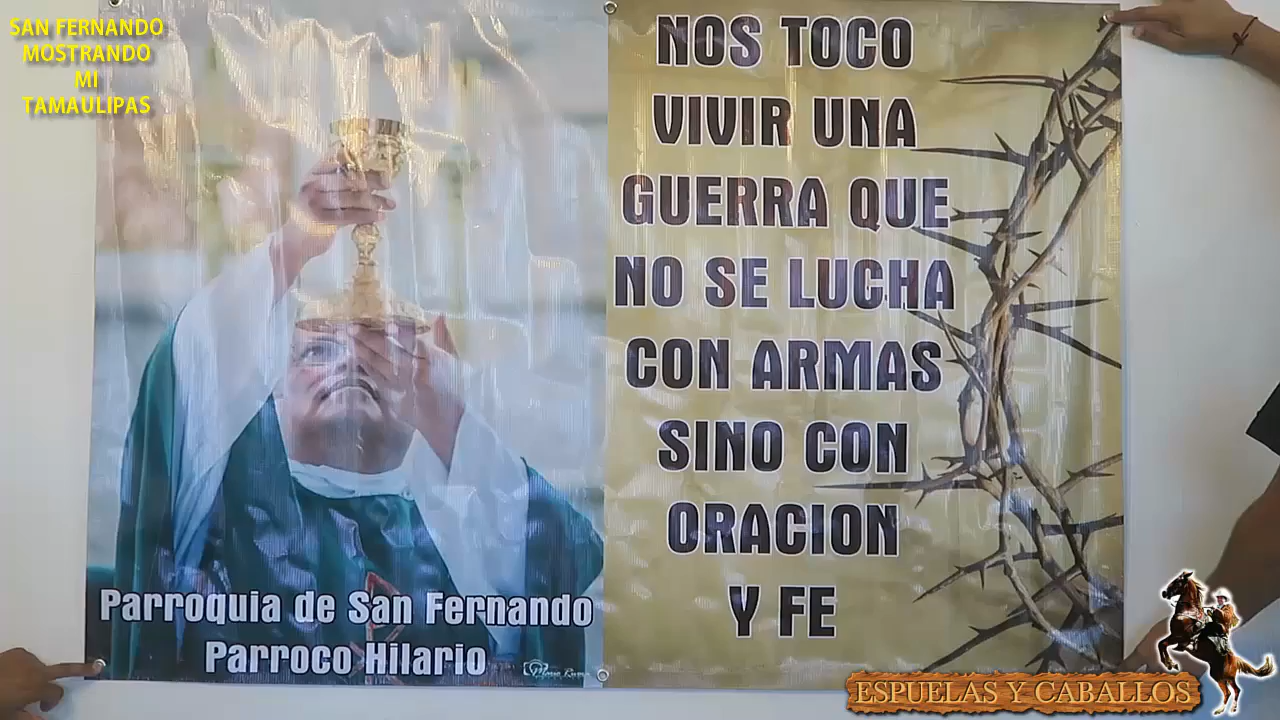 SAN FERNANDO
MOSTRANDO
MI
TAMAULIPAS
NOS TOCO
VIVIR UNA
GUERRA QUE
NO SE LUCHA
CON ARMAS
SINO CON
ORACION
Y FE
Parroquia de San Fernando
Parroco Hilario
ESPUELAS Y CABALLOS